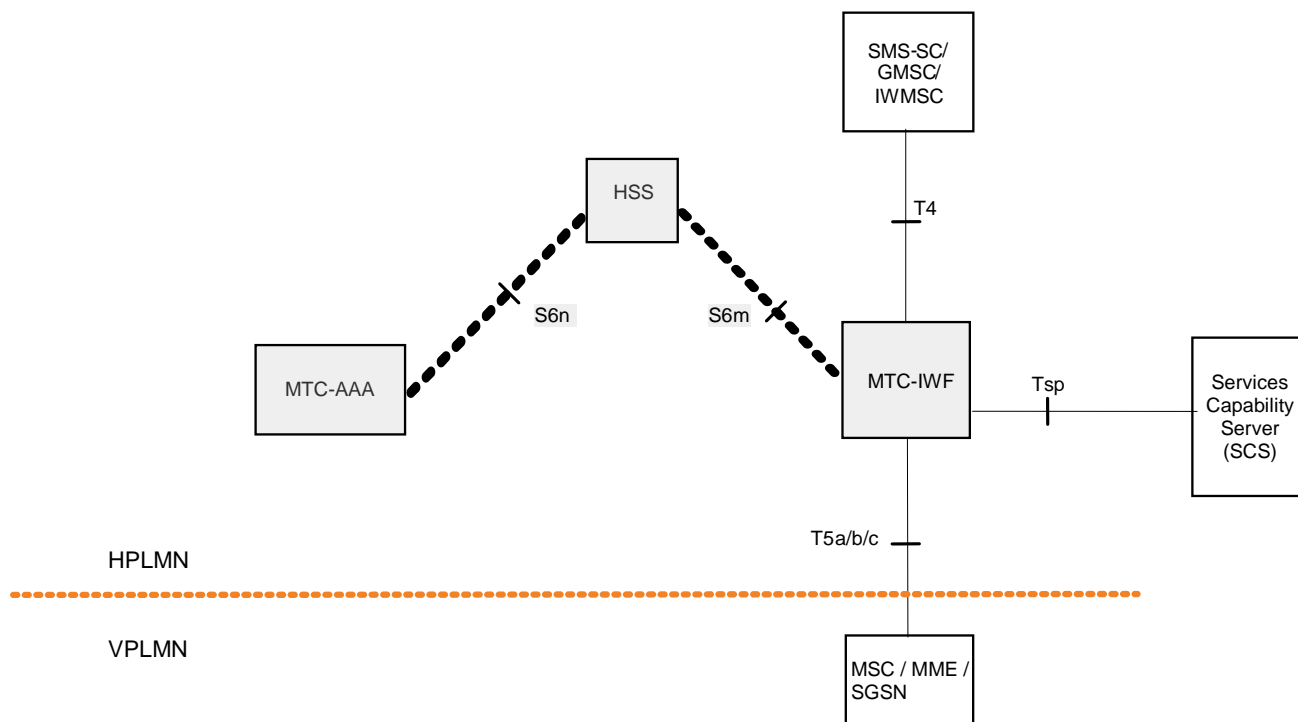 SMS-SC/
GMSC/
IWMSC
HSS
T4
S6n
S6m
MTC-AAA
MTC-IWF
Tsp
Services
Capability
Server
(SCS)
T5a/b/c
HPLMN
VPLMN
MSC / MME /
SGSN